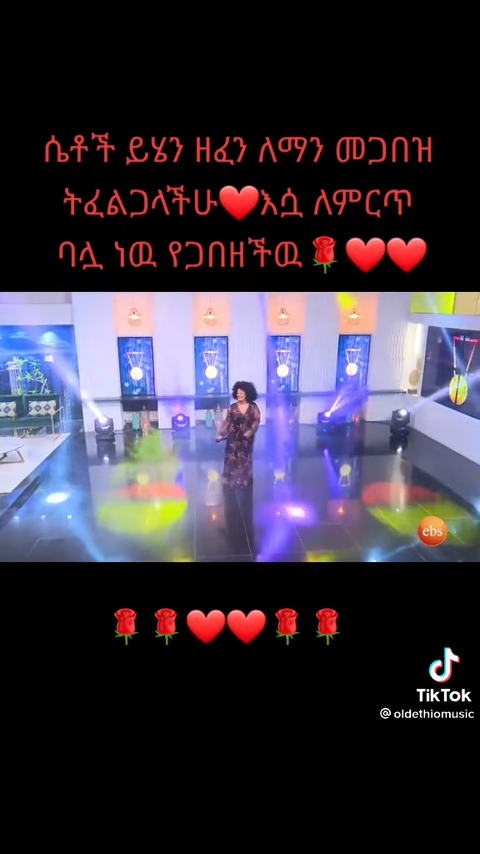 ሴቶች ይሄን ዘፈን ለማን መጋበዝ
ትፈልጋላችሁ❤️እሷ ለምርጥ
ባሏ ነዉ የጋበዘችዉ🌹❤️❤️
ebs
🌹🌹❤️❤️🌹🌹
TikTok
@oldethiomusic